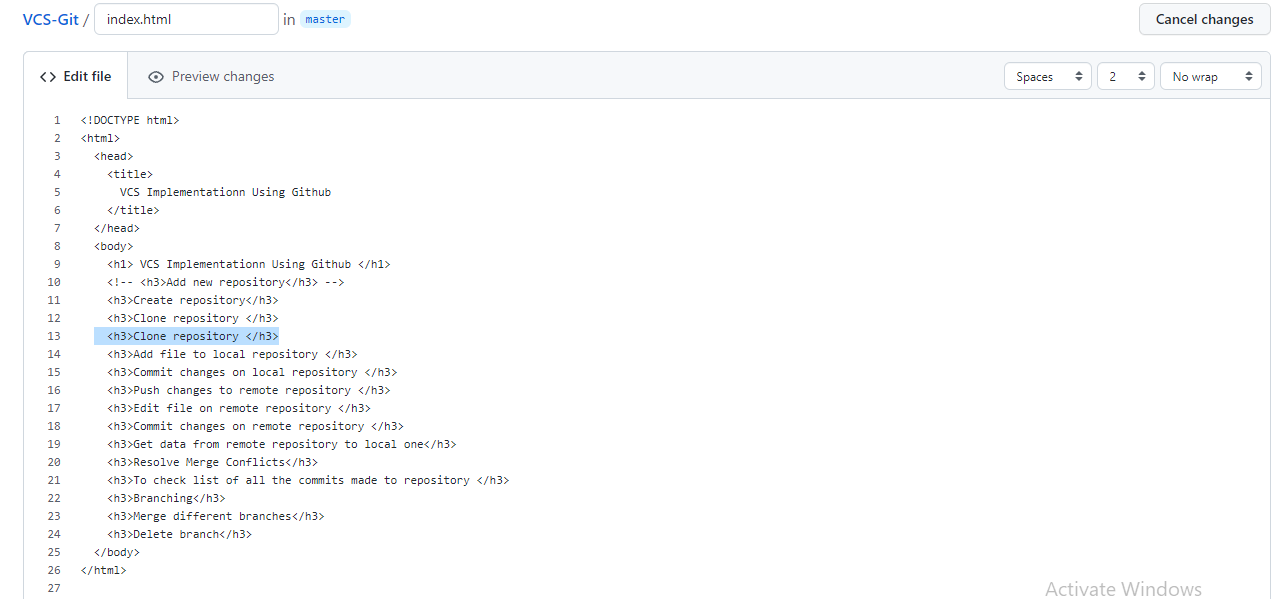 VCS-Git / index.html in master Cancel changes
<> Edit file Preview changes Spaces 2 No wrap
1 <!DOCTYPE html>
2 <html>
3 <head>
4 <title>
5 VCS Implementationn Using Github
6 </title>
7 </head>
8 <body>
9 <h1> VCS Implementationn Using Github </h1>
10 <!-- <h3>Add new repository</h3> -->
11 <h3>Create repository</h3>
12 <h3>Clone repository </h3>
13 <h3>Clone repository </h3>
14 <h3>Add file to local repository </h3>
15 <h3>Commit changes on local repository </h3>
16 <h3>Push changes to remote repository </h3>
17 <h3>Edit file on remote repository </h3>
18 <h3>Commit changes on remote repository </h3>
19 <h3>Get data from remote repository to local one</h3>
20 <h3>Resolve Merge Conflicts</h3>
21 <h3>To check list of all the commits made to repository </h3>
22 <h3>Branching</h3>
23 <h3>Merge different branches</h3>
24 <h3>Delete branch</h3>
25 </body>
26 </html>
27
Activate Windows